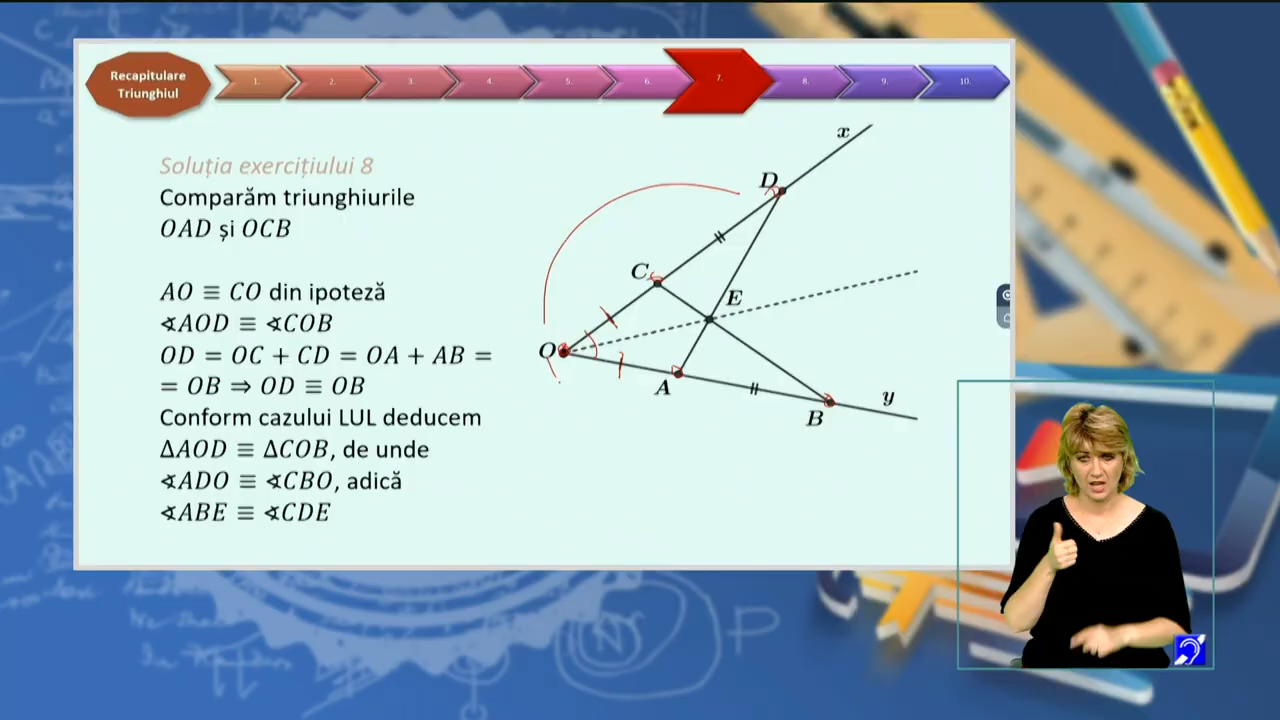 Recapitulare
Triunghiul
1.
2.
3.
4.
5.
6.
7.
8.
9.
10.
Soluția exercițiului 8
Comparăm triunghiurile
OAD și OCB
AO ≡ CO din ipoteză
∢AOD ≡ ∢COB
OD = OC + CD = OA + AB =
= OB ⇒ OD ≡ OB
Conform cazului LUL deducem
ΔAOD ≡ ΔCOB, de unde
∢ADO ≡ ∢CBO, adică
∢ABE ≡ ∢CDE
x
D
C
E
O
A
B
y
P